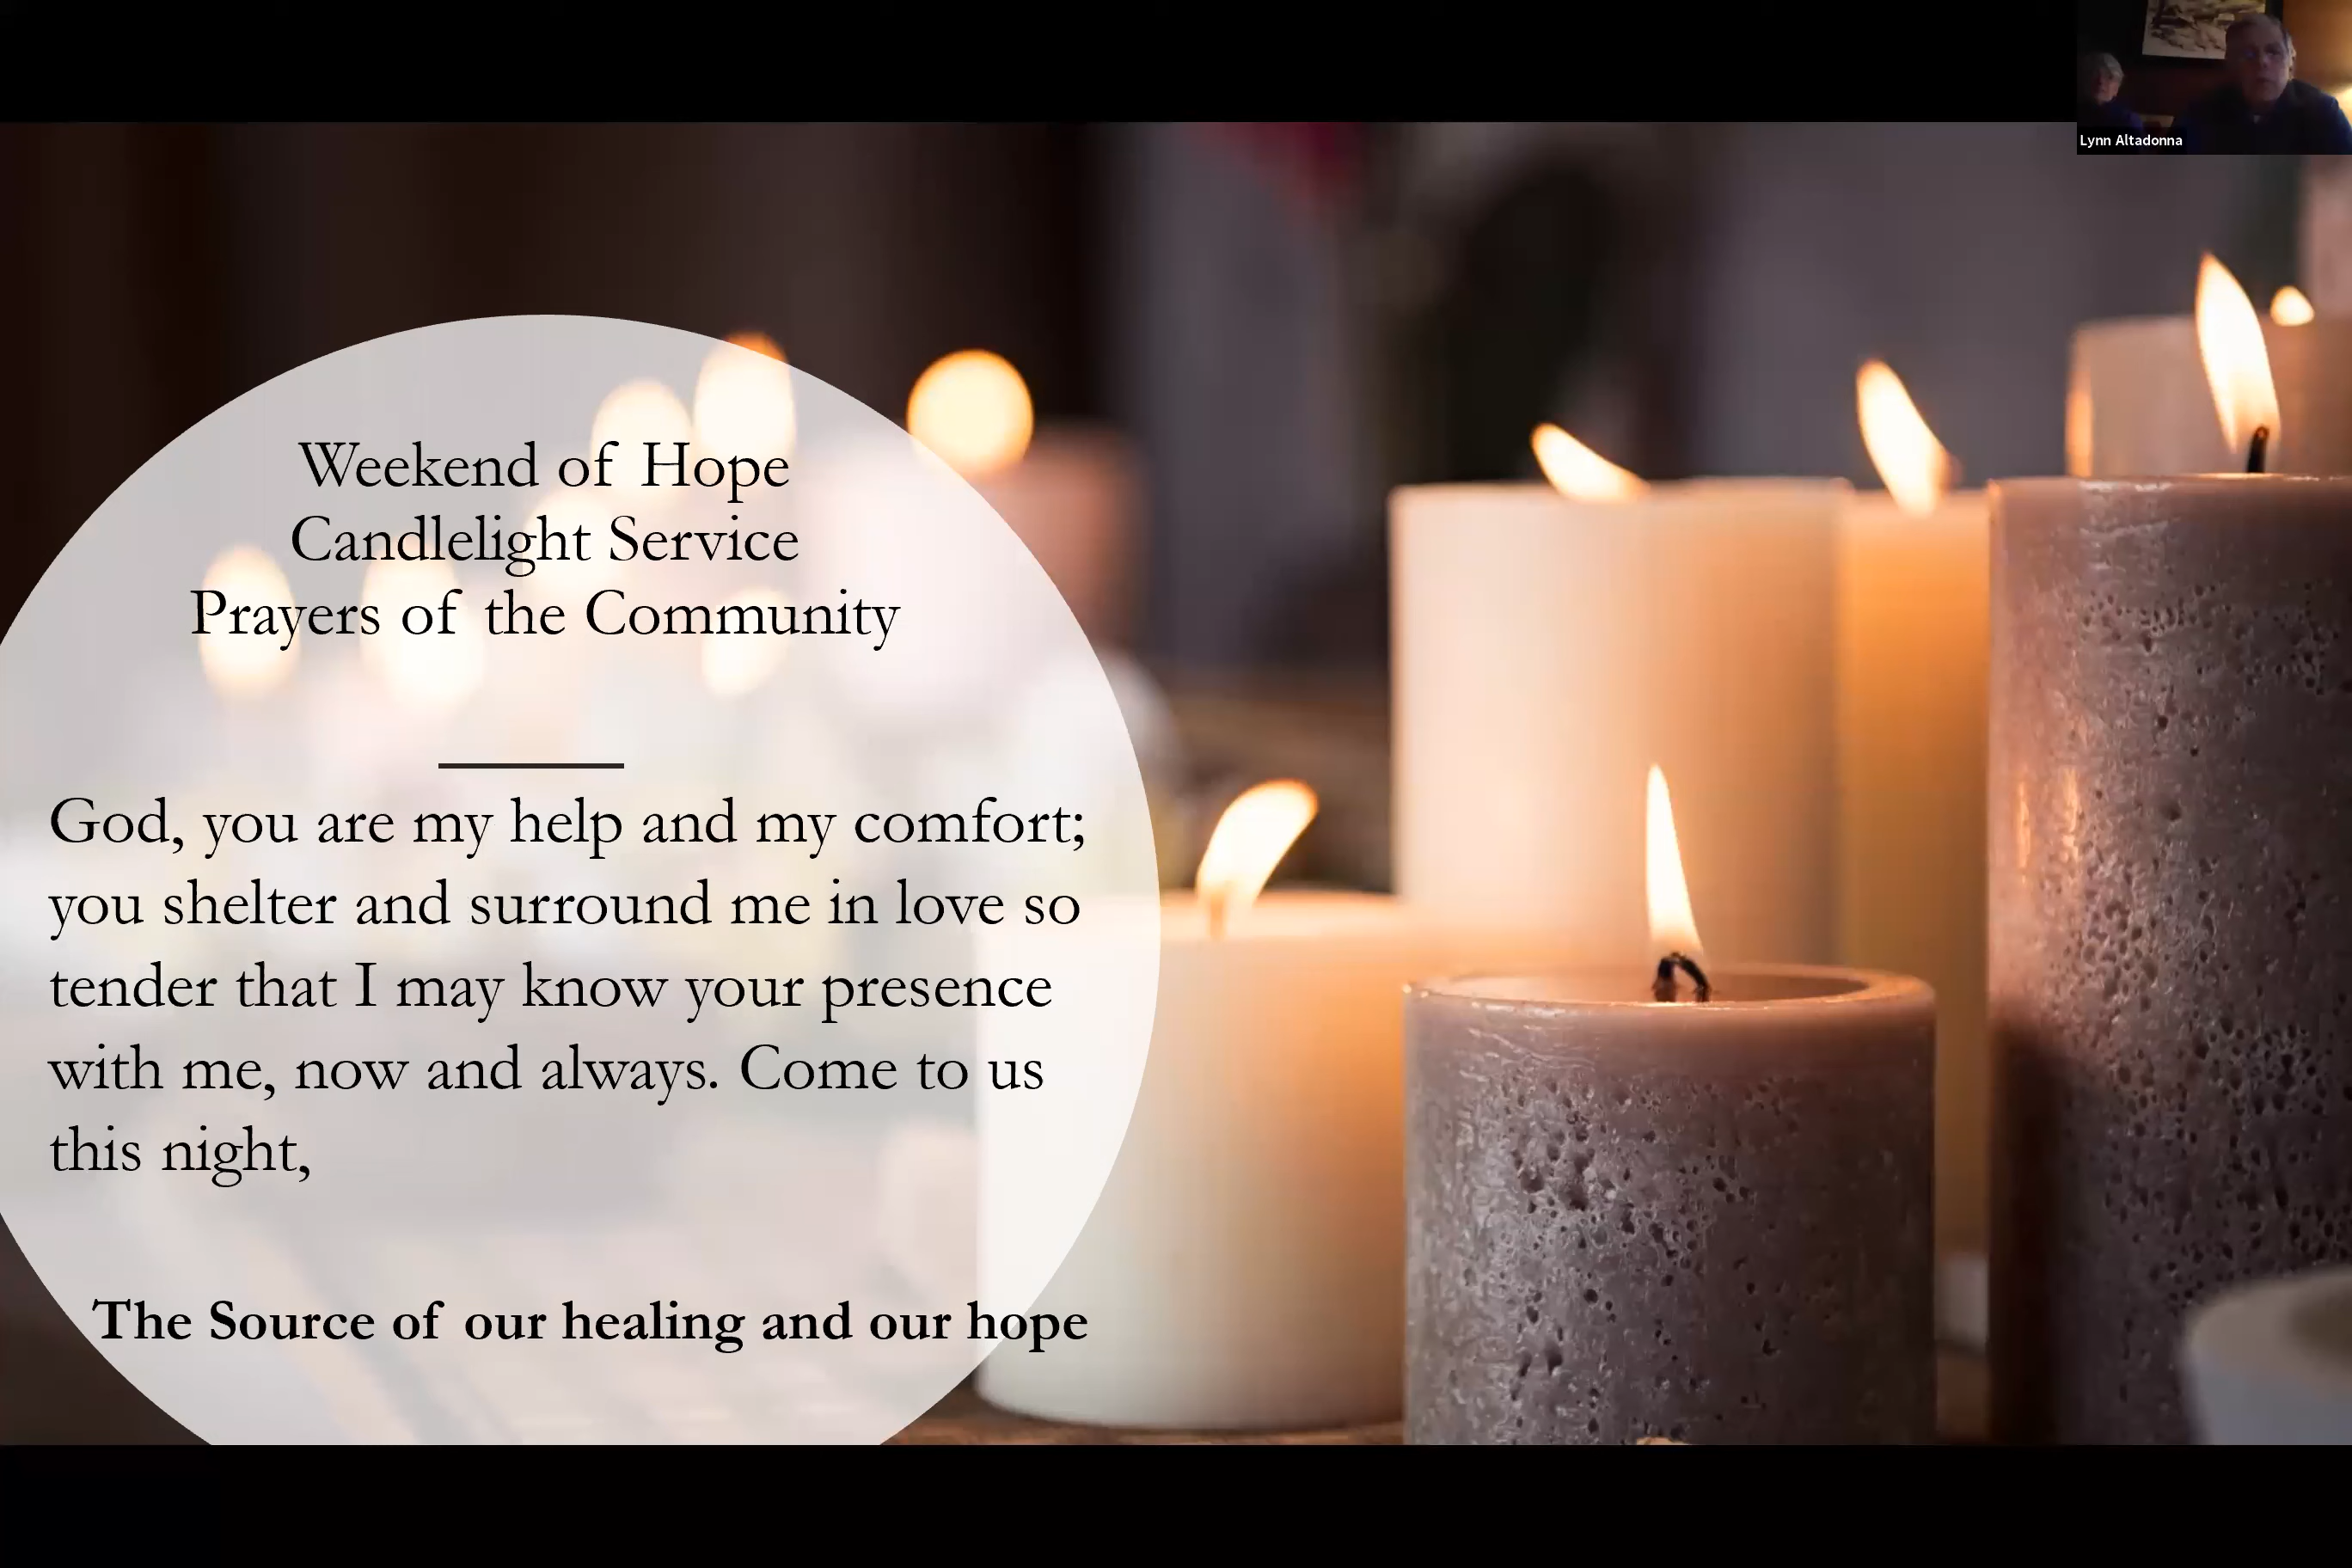 Lynn Altadonna
Weekend of Hope
Candlelight Service
Prayers of the Community
God, you are my help and my comfort;
you shelter and surround me in love so
tender that I may know your presence
with me, now and always. Come to us
this night,
The Source of our healing and our hope